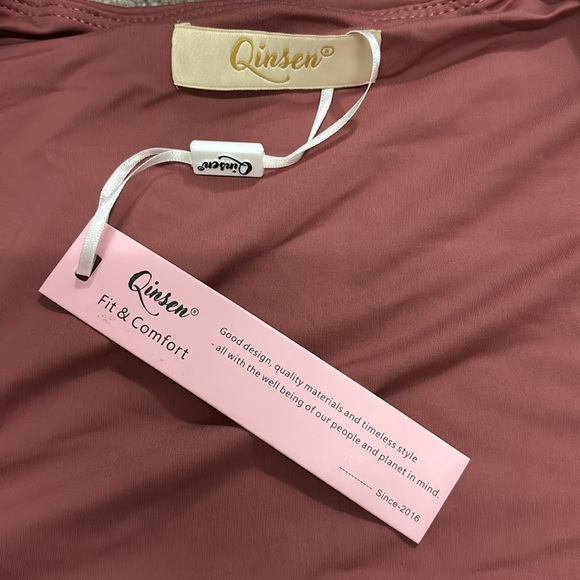 Qinsen®
Qinsen®
Qinsen®
Fit & Comfort
Good design, quality materials and timeless style
- all with the well being of our people and planet in mind.
----------- Since-2016